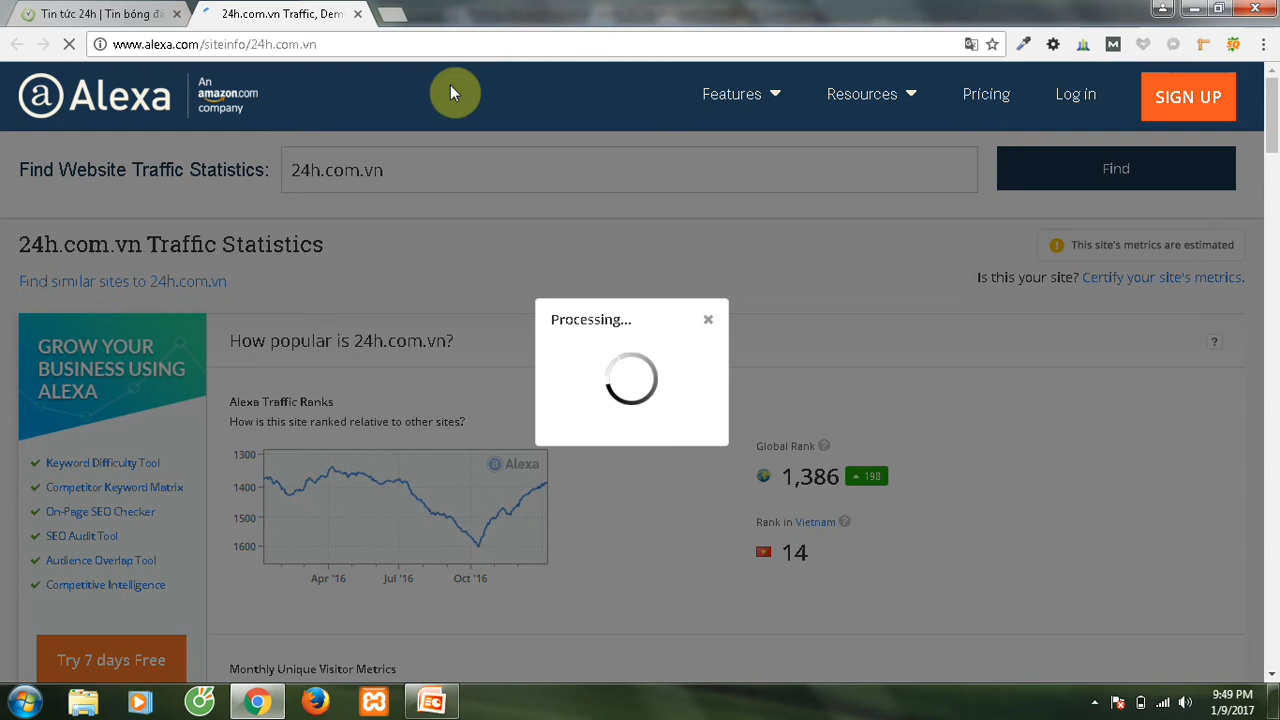 Tin tức 24h | Tin bóng đá
24h.com.vn Traffic, Dem
www.alexa.com/siteinfo/24h.com.vn
M
a Alexa
An
amazon.com
company
Features
Resources
Pricing
Log in
SIGN UP
Find Website Traffic Statistics:
24h.com.vn
Find
24h.com.vn Traffic Statistics
This site's metrics are estimated
Find similar sites to 24h.com.vn
Is this your site? Certify your site's metrics.
GROW YOUR
BUSINESS USING
ALEXA
Keyword Difficulty Tool
Competitor Keyword Matrix
On-Page SEO Checker
SEO Audit Tool
Audience Overlap Tool
Competitive Intelligence
Try 7 days Free
How popular is 24h.com.vn?
?
Processing...
Alexa Traffic Ranks
How is this site ranked relative to other sites?
1300
1400
1500
1600
a Alexa
Apr '16
Jul '16
Oct '16
Global Rank ?
1,386
198
Rank in Vietnam ?
14
Monthly Unique Visitor Metrics
9:49 PM
1/9/2017